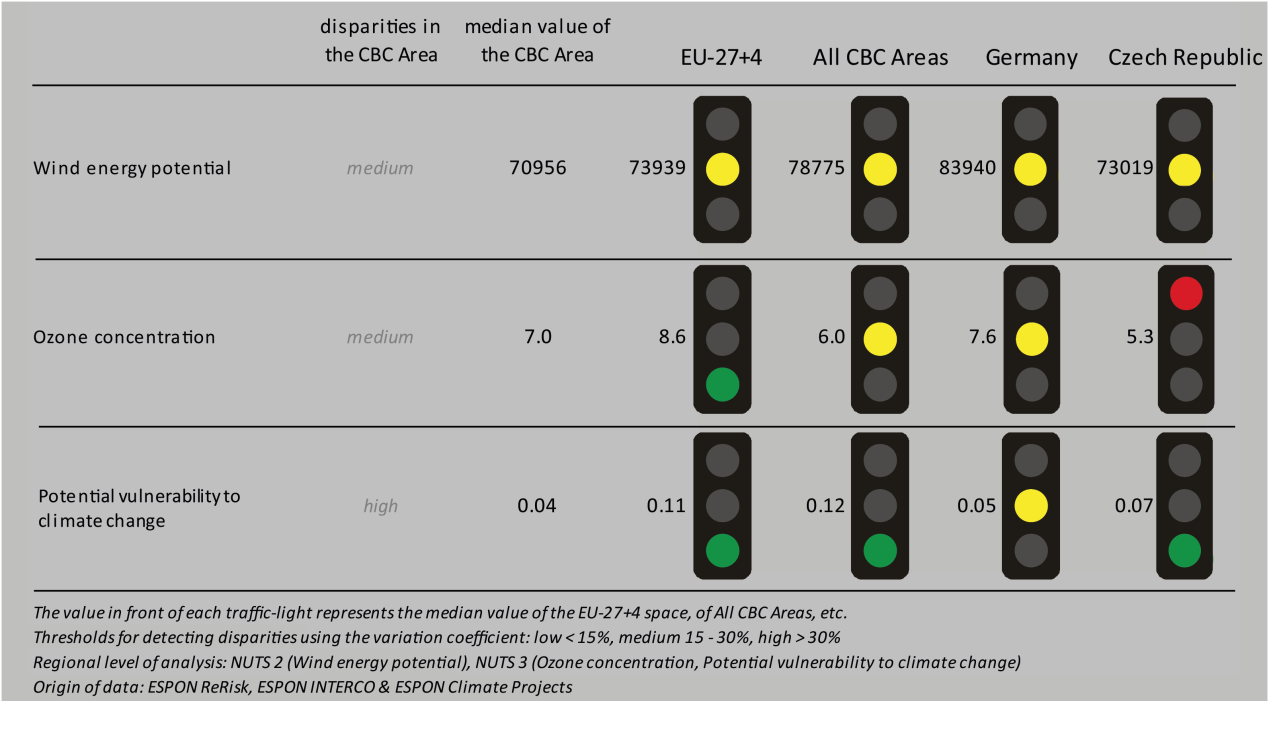 disparities in
the CBC Area
median value of
the CBC Area
EU-27+4
All CBC Areas
Germany
Czech Republic
Wind energy potential
medium
70956
73939
78775
83940
73019
Ozone concentration
medium
7.0
8.6
6.0
7.6
5.3
Potential vulnerability to
climate change
high
0.04
0.11
0.12
0.05
0.07
The value in front of each traffic-light represents the median value of the EU-27+4 space, of All CBC Areas, etc.
Thresholds for detecting disparities using the variation coefficient: low < 15%, medium 15 - 30%, high > 30%
Regional level of analysis: NUTS 2 (Wind energy potential), NUTS 3 (Ozone concentration, Potential vulnerability to climate change)
Origin of data: ESPON ReRisk, ESPON INTERCO & ESPON Climate Projects